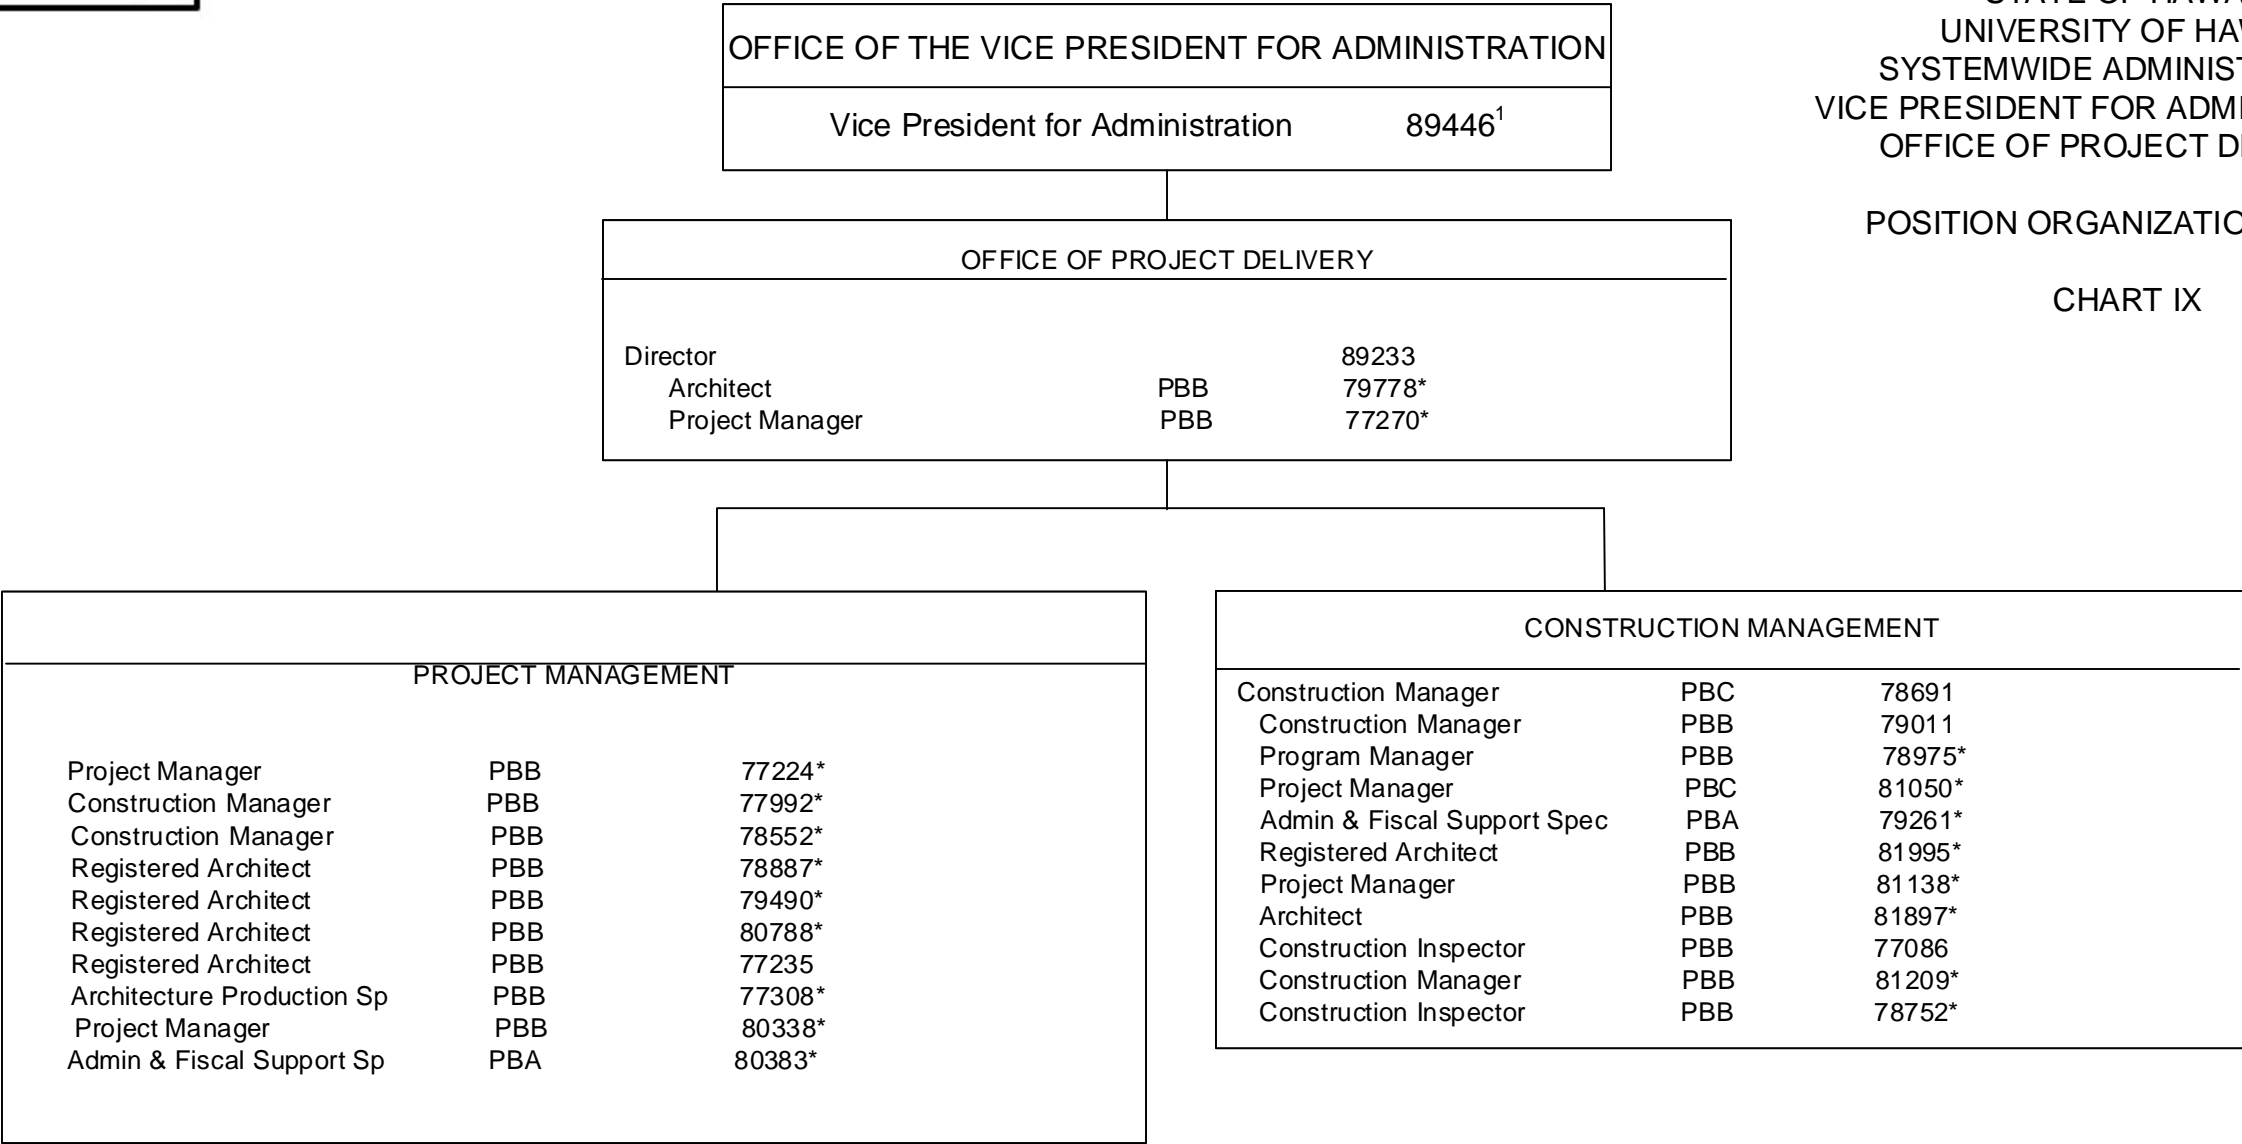 OFFICE OF THE VICE PRESIDENT FOR ADMINISTRATION
Vice President for Administration 89446¹
STATE OF
UNIVERSITY OF
SYSTEMWIDE
VICE PRESIDENT FOR
OFFICE OF PROJECT
POSITION
CHART IX
OFFICE OF PROJECT DELIVERY
Director 89233
Architect PBB 79778*
Project Manager PBB 77270*
PROJECT MANAGEMENT
Project Manager PBB 77224*
Construction Manager PBB 77992*
Construction Manager PBB 78552*
Registered Architect PBB 78887*
Registered Architect PBB 79490*
Registered Architect PBB 80788*
Registered Architect PBB 77235
Architecture Production Sp PBB 77308*
Project Manager PBB 80338*
Admin & Fiscal Support Sp PBA 80383*
CONSTRUCTION MANAGEMENT
Construction Manager PBC 78691
Construction Manager PBB 79011
Program Manager PBB 78975*
Project Manager PBC 81050*
Admin & Fiscal Support Spec PBA 79261*
Registered Architect PBB 81995*
Project Manager PBB 81138*
Architect PBB 81897*
Construction Inspector PBB 77086
Construction Manager PBB 81209*
Construction Inspector PBB 78752*